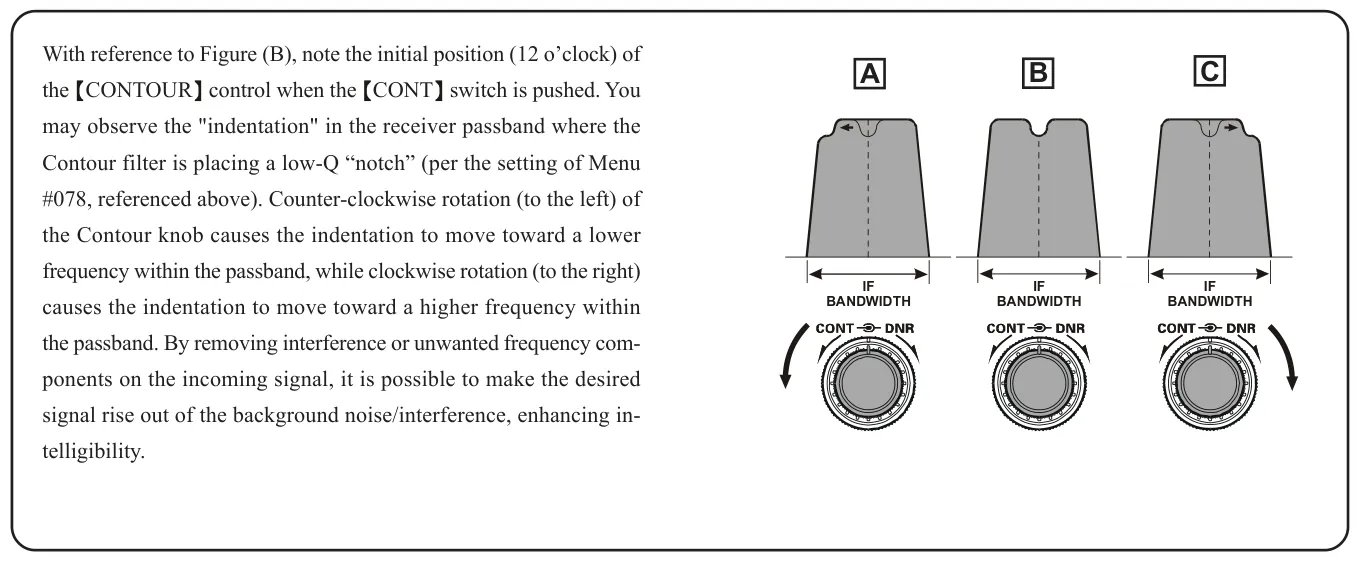 With reference to Figure (B), note the initial position (12 o’clock) of
the【CONTOUR】control when the【CONT】switch is pushed. You
may observe the "indentation" in the receiver passband where the
Contour filter is placing a low-Q “notch” (per the setting of Menu
#078, referenced above). Counter-clockwise rotation (to the left) of
the Contour knob causes the indentation to move toward a lower
frequency within the passband, while clockwise rotation (to the right)
causes the indentation to move toward a higher frequency within
the passband. By removing interference or unwanted frequency com-
ponents on the incoming signal, it is possible to make the desired
signal rise out of the background noise/interference, enhancing in-
telligibility.
A
B
C
IF
BANDWIDTH
IF
BANDWIDTH
IF
BANDWIDTH
CONT DNR
CONT DNR
CONT DNR